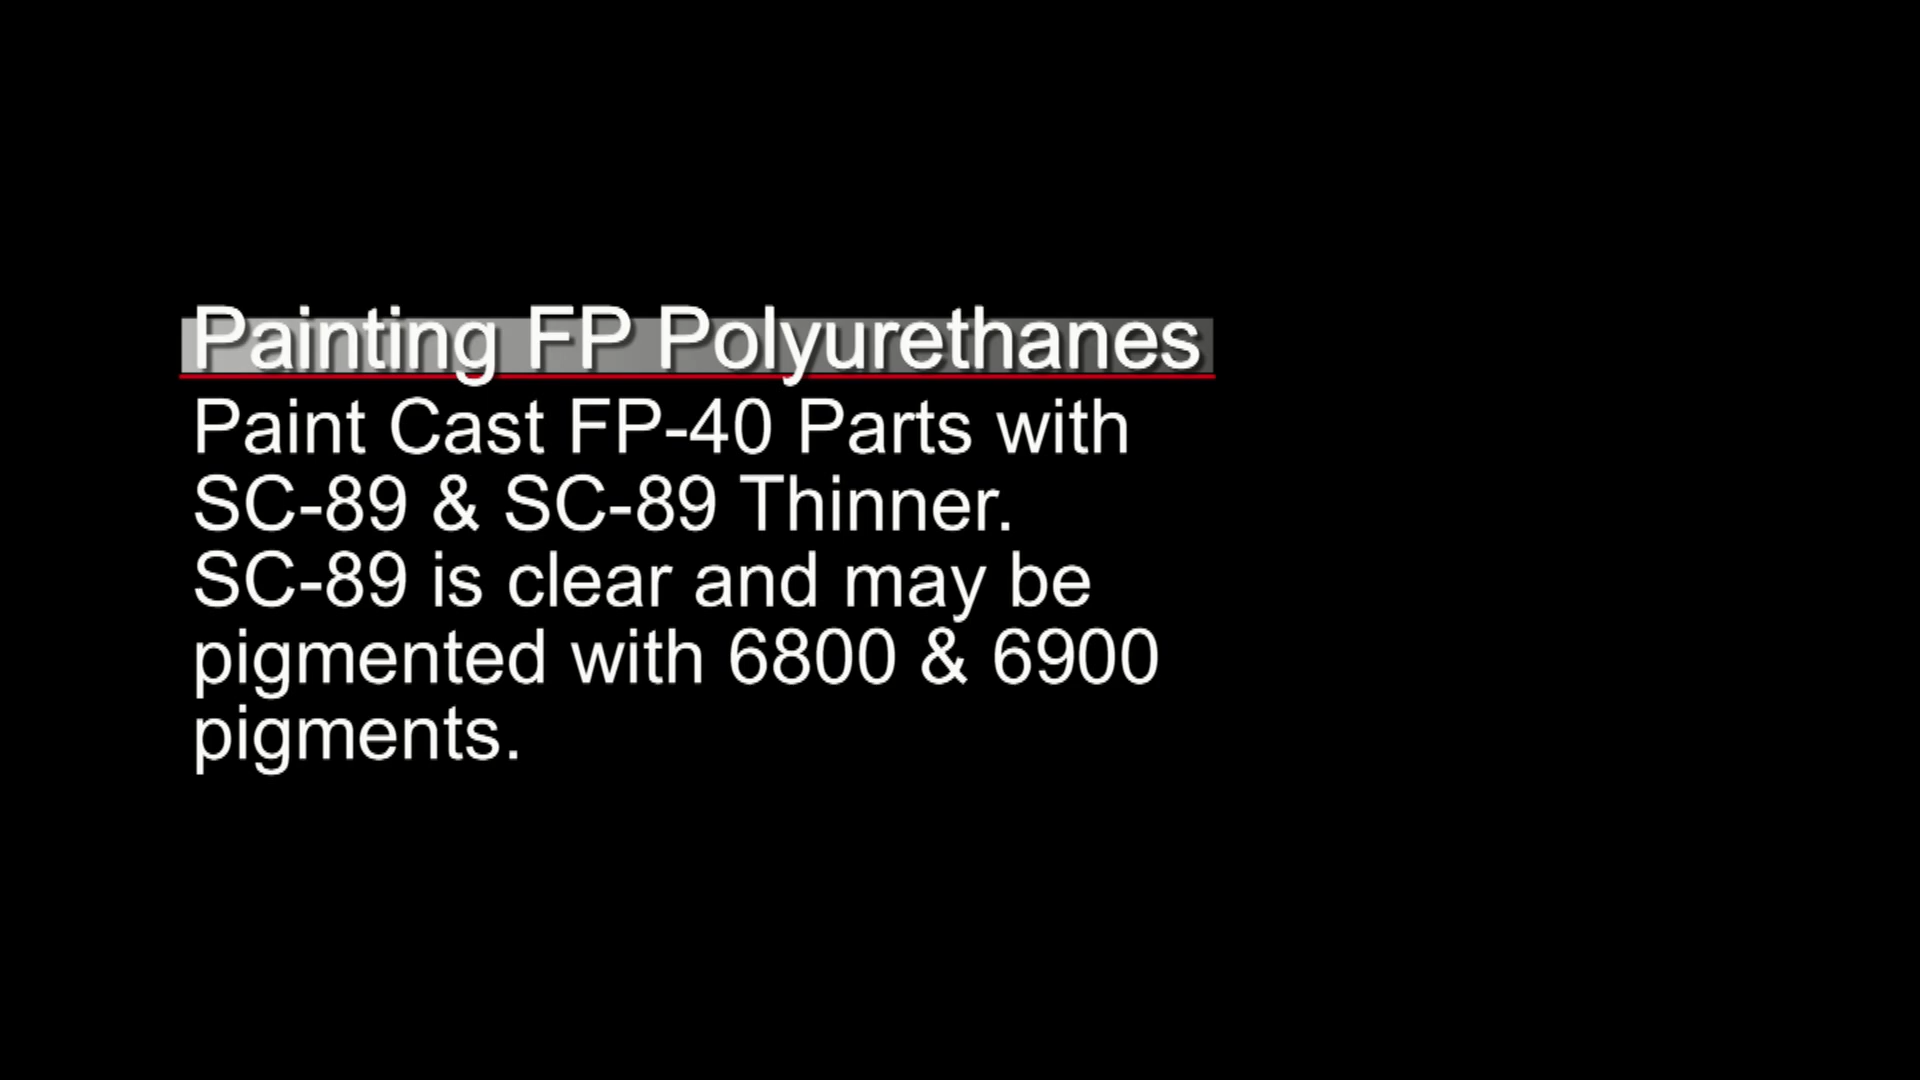 Painting FP Polyurethanes
Paint Cast FP-40 Parts with
SC-89 & SC-89 Thinner.
SC-89 is clear and may be
pigmented with 6800 & 6900
pigments.